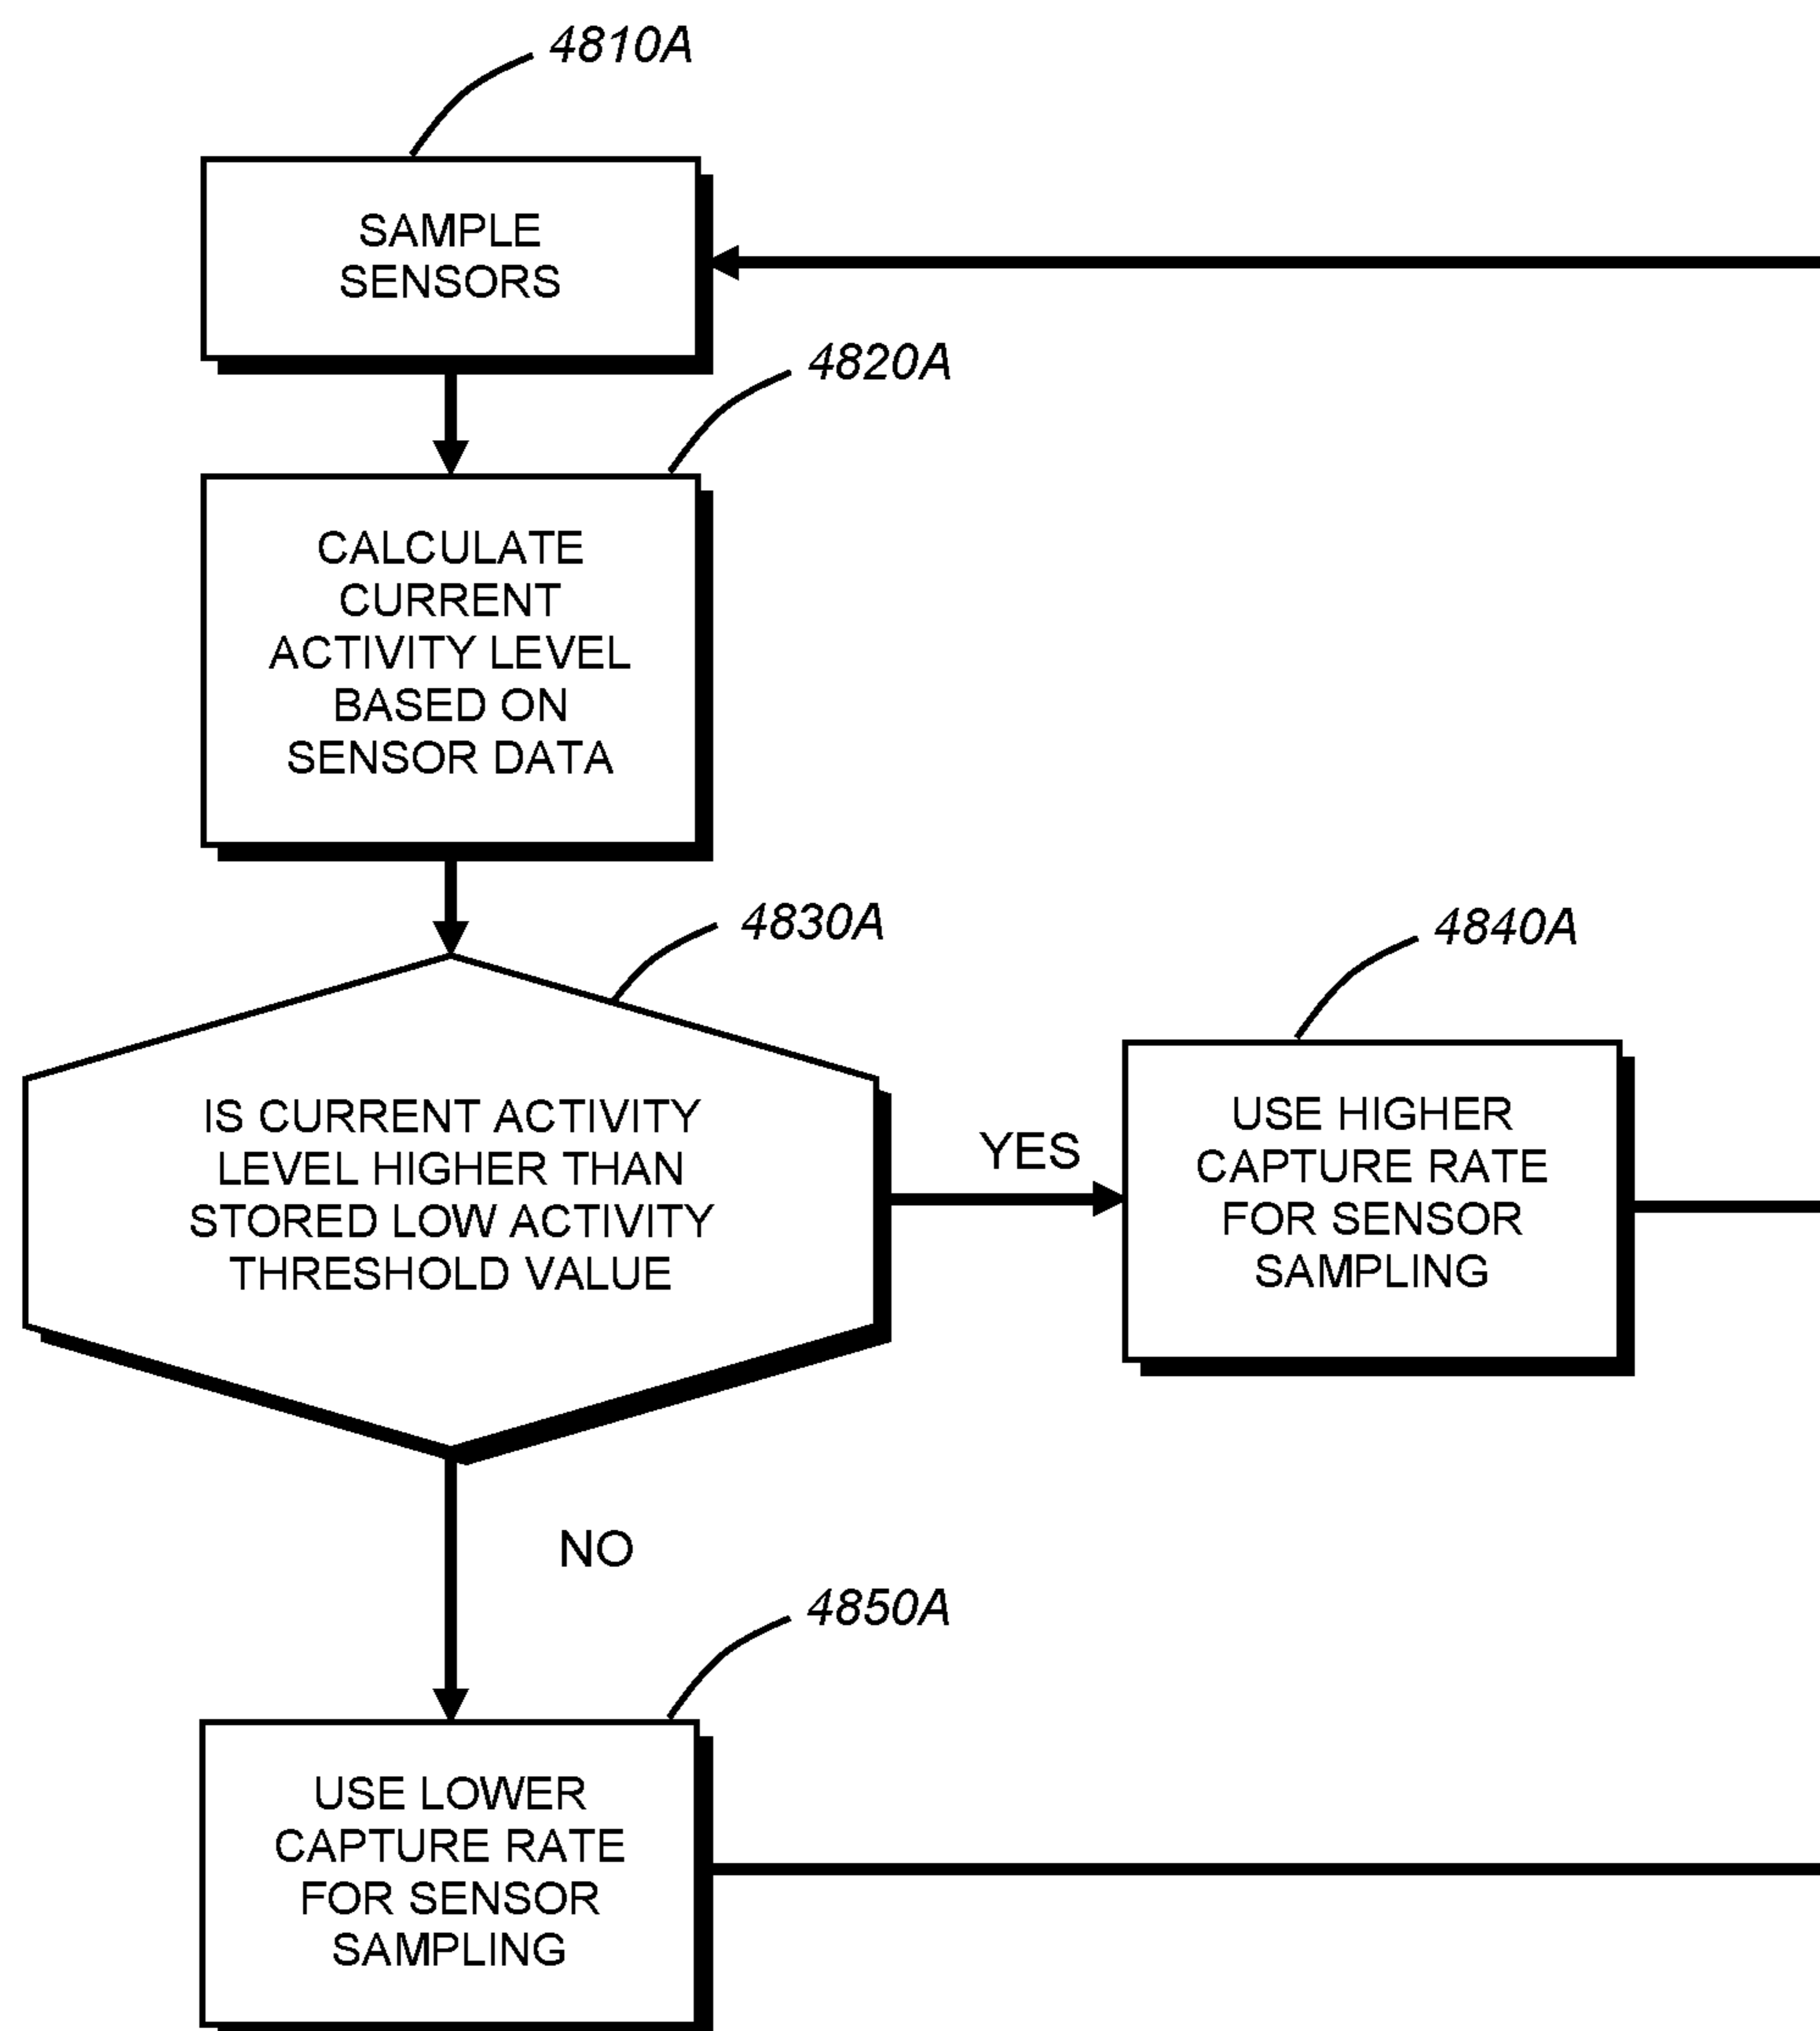 4810A
SAMPLE
SENSORS
4820A
CALCULATE
CURRENT
ACTIVITY LEVEL
BASED ON
SENSOR DATA
4830A
IS CURRENT ACTIVITY
LEVEL HIGHER THAN
STORED LOW ACTIVITY
THRESHOLD VALUE
YES
4840A
USE HIGHER
CAPTURE RATE
FOR SENSOR
SAMPLING
NO
4850A
USE LOWER
CAPTURE RATE
FOR SENSOR
SAMPLING